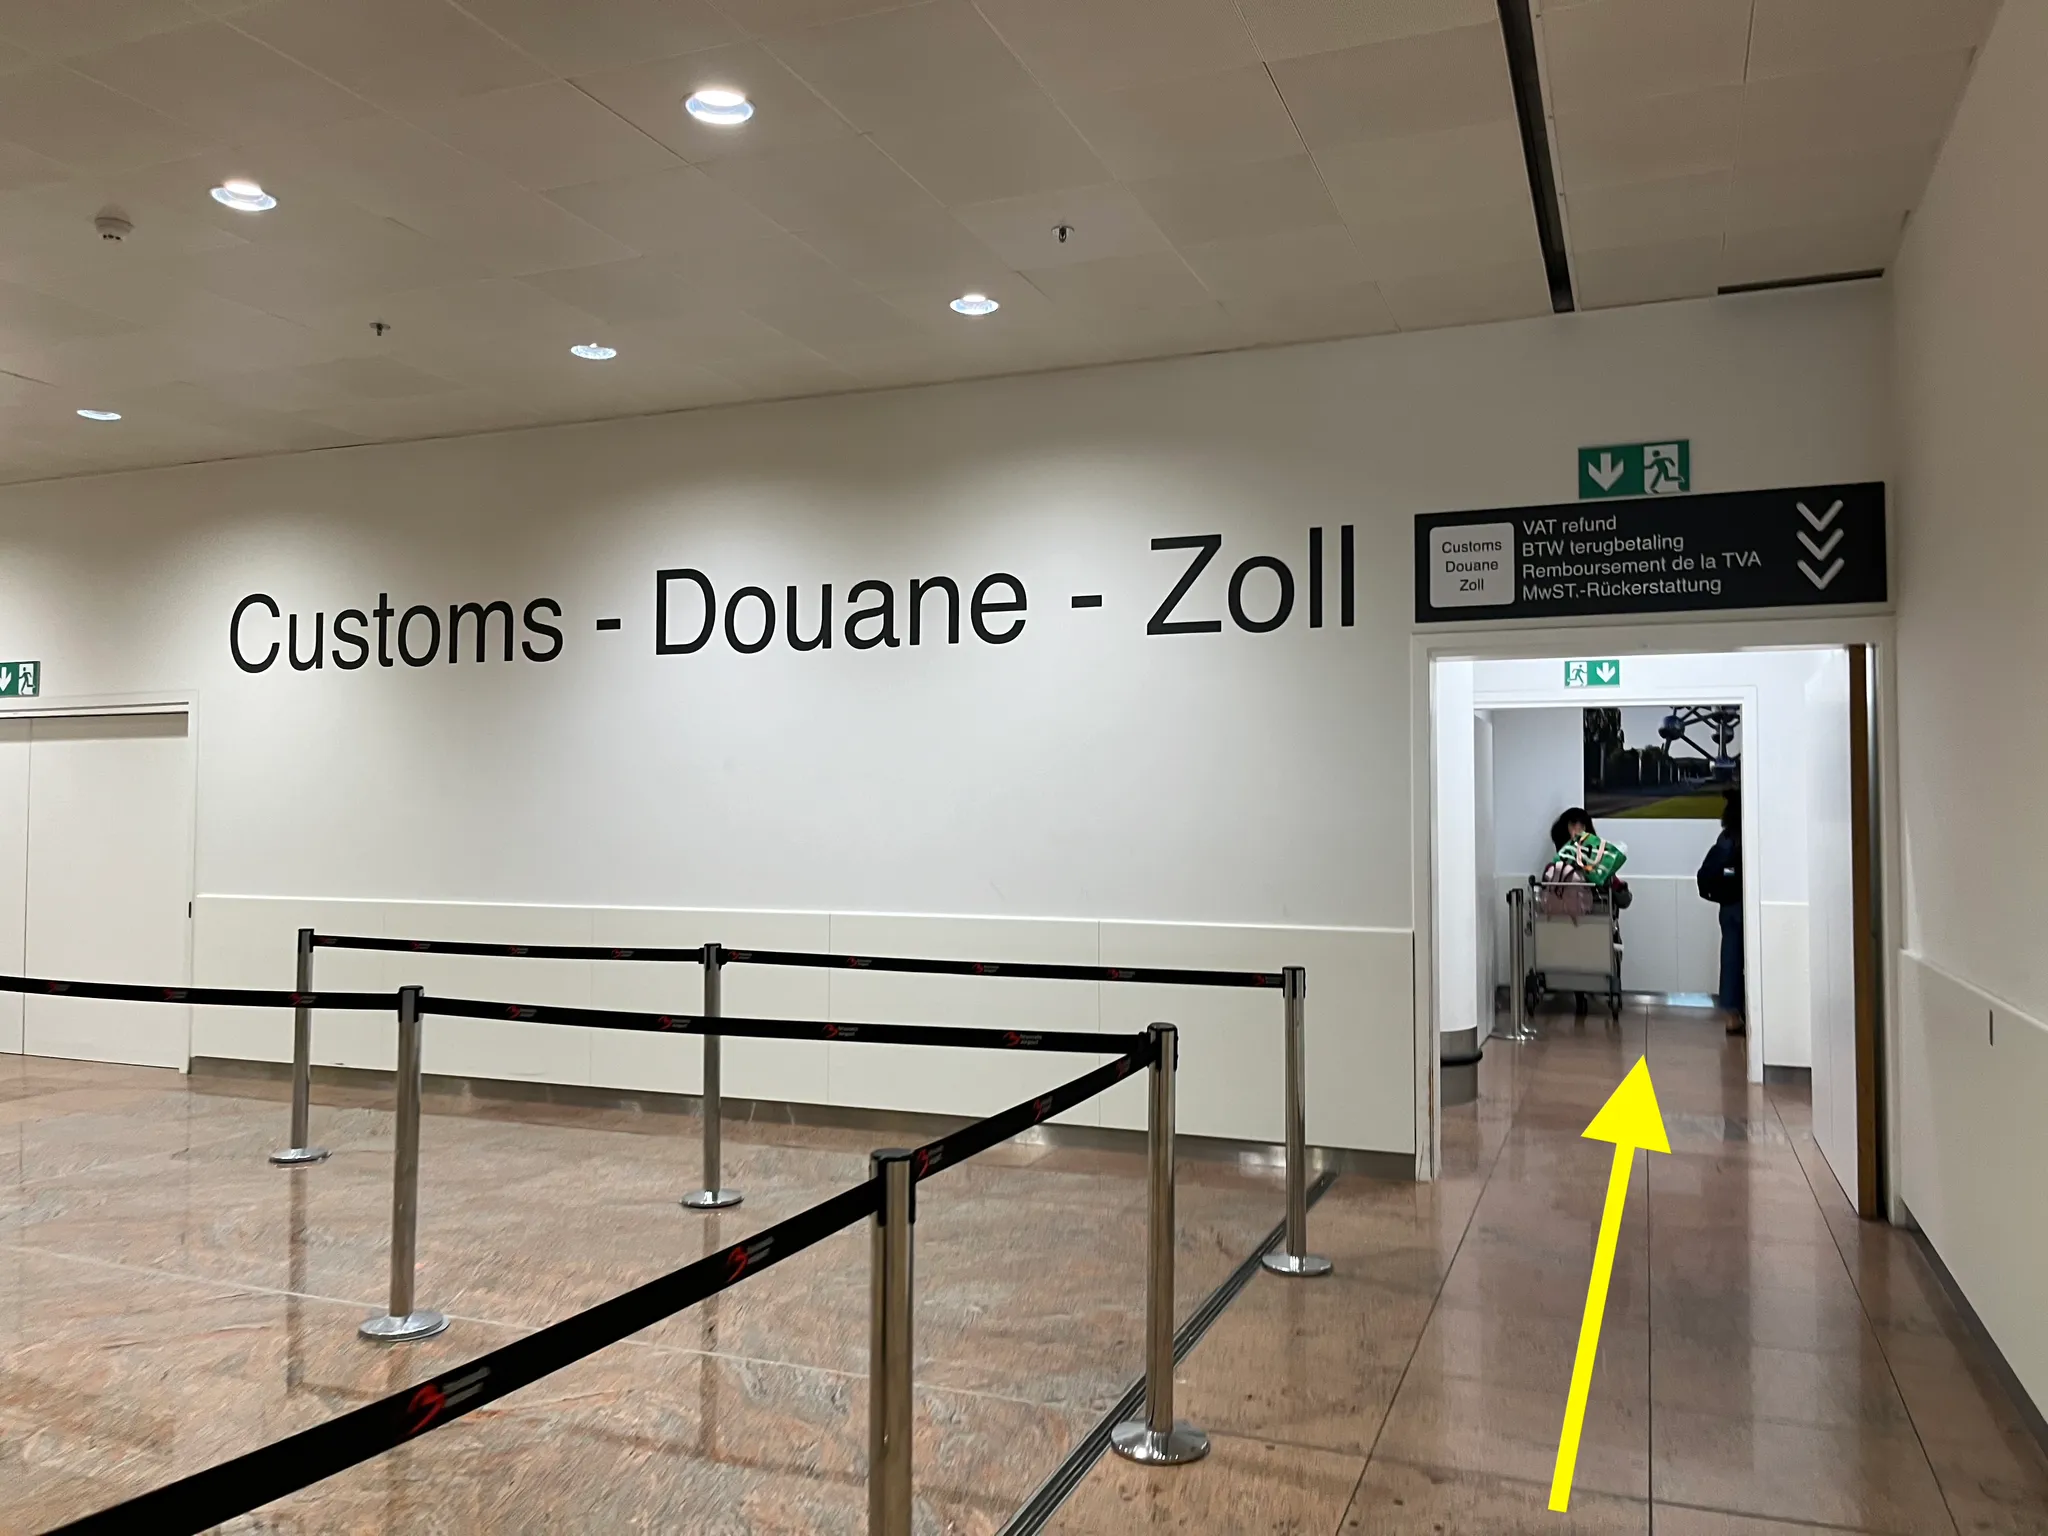 Customs - Douane - Zoll
Customs
Douane
Zoll
VAT refund
BTW terugbetaling
Remboursement de la TVA
MwST.-Rückerstattung